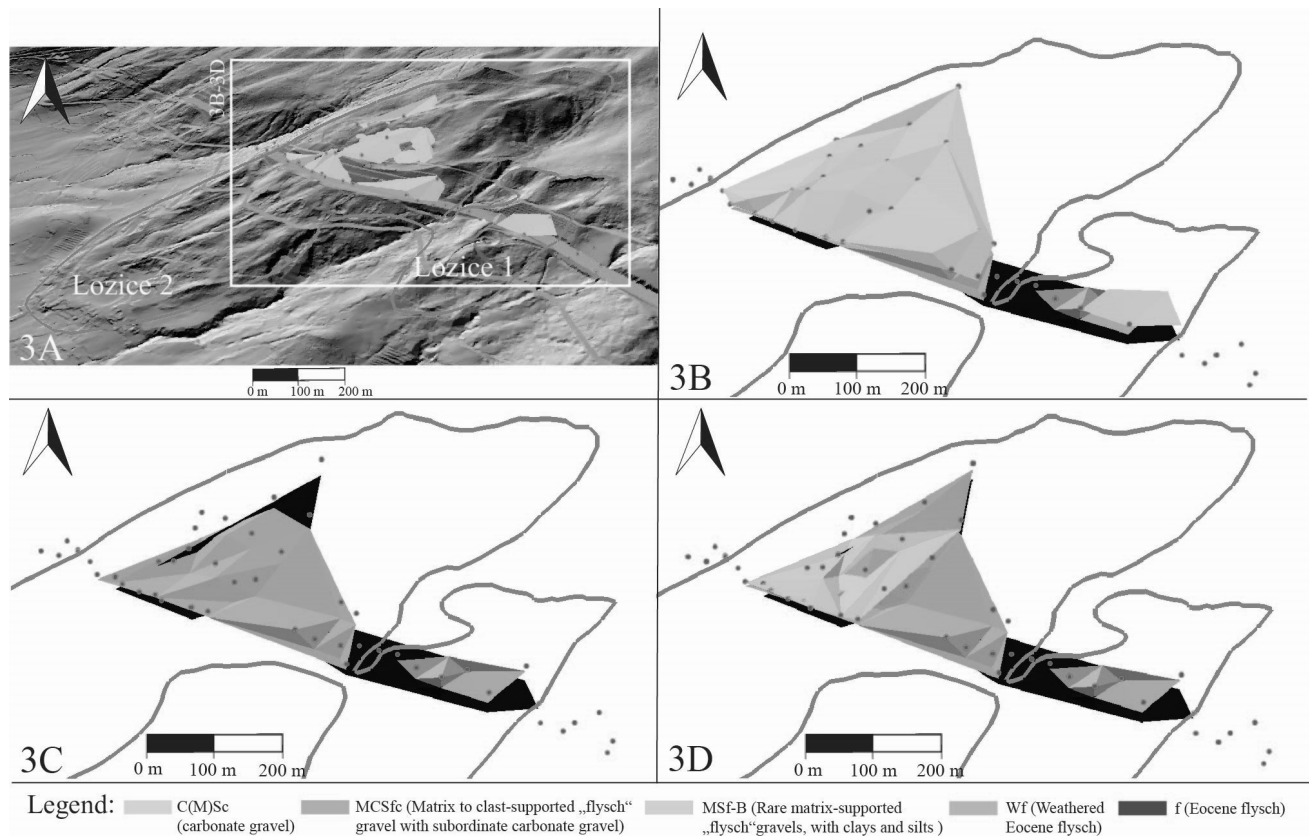 3B-3D
Lozice 1
Lozice 2
3A
0 m 100 m 200 m
3B
0 m 100 m 200 m
3C
0 m 100 m 200 m
3D
0 m 100 m 200 m
Legend:
C(M)Sc
(carbonate gravel)
MCSfc (Matrix to clast-supported „flysch“
gravel with subordinate carbonate gravel)
MSf-B (Rare matrix-supported
„flysch“gravels, with clays and silts )
Wf (Weathered
Eocene flysch)
f (Eocene flysch)